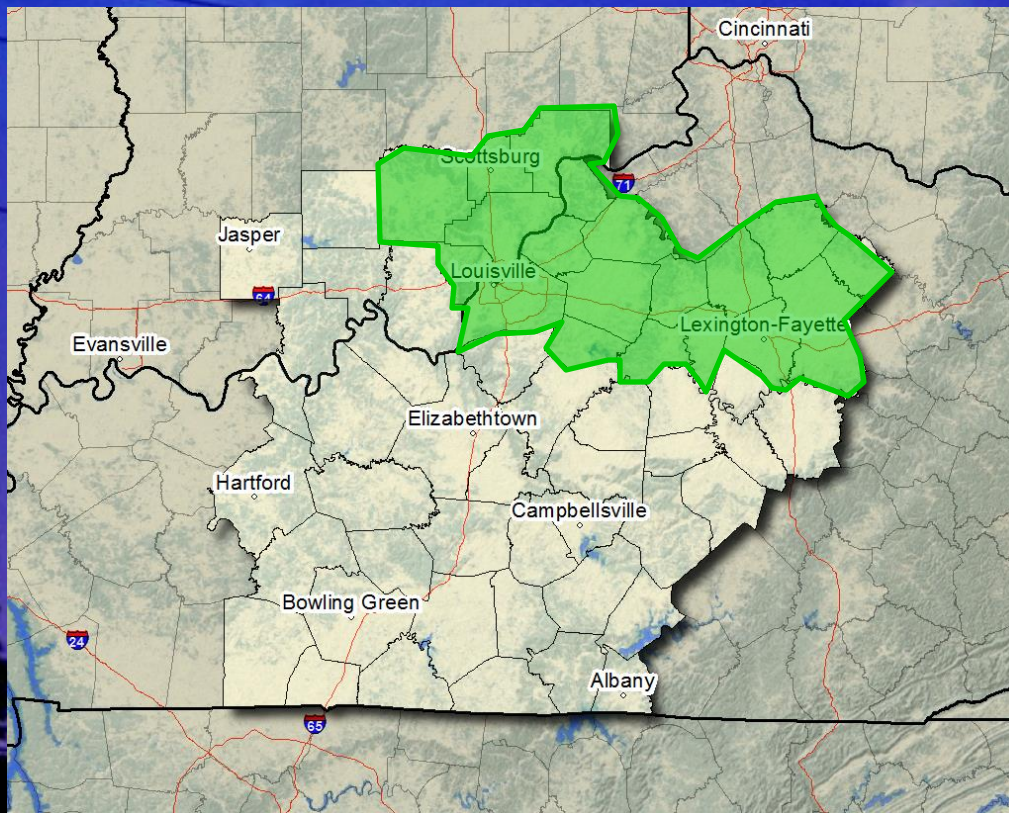 Cincinnati
Scottsburg
71
Jasper
Louisville
64
Lexington-Fayette
Evansville
Elizabethtown
Hartford
Campbellsville
Bowling Green
24
Albany
65